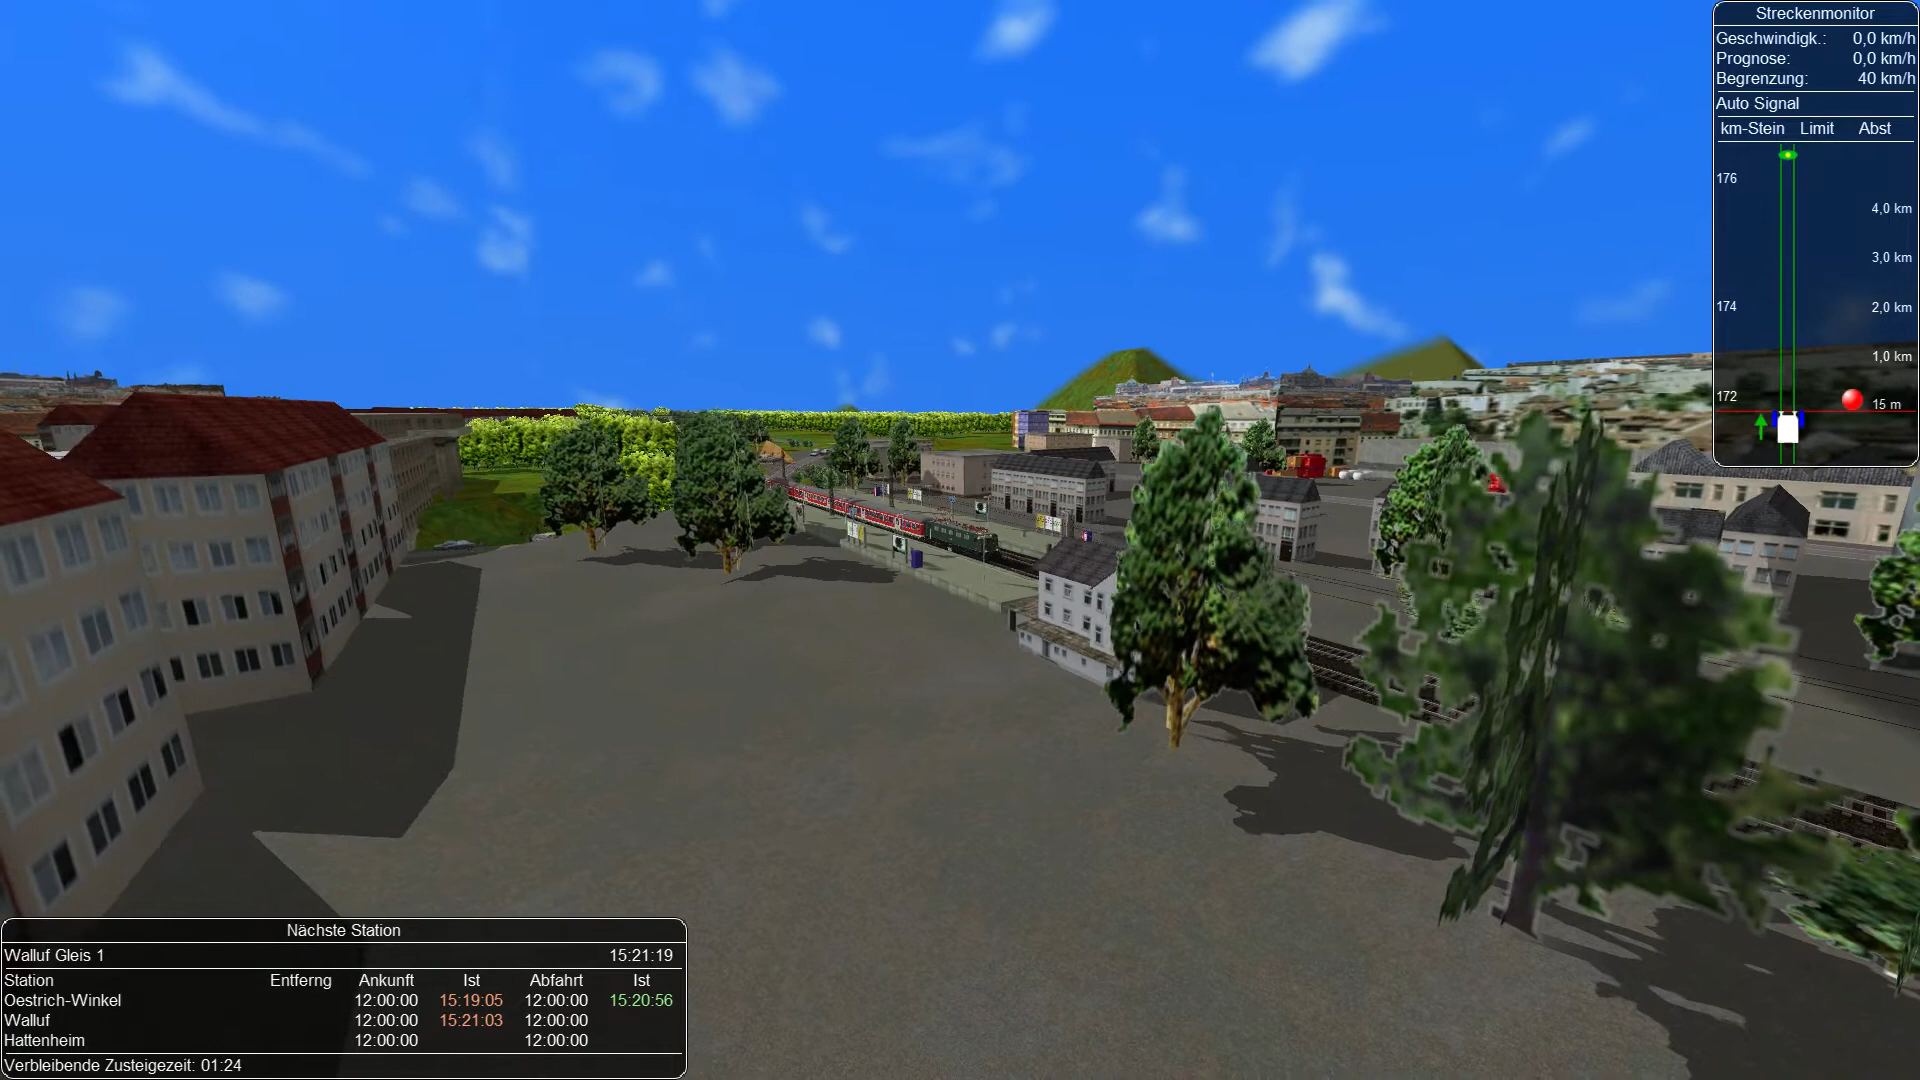 Streckenmonitor
Geschwindigk.: 0,0 km/h
Prognose: 0,0 km/h
Begrenzung: 40 km/h
Auto Signal
km-Stein Limit Abst
176
4,0 km
3,0 km
174 2,0 km
1,0 km
172
15 m
Nächste Station
Walluf Gleis 1 15:21:19
Station Entferng Ankunft Ist Abfahrt Ist
Oestrich-Winkel 12:00:00 15:19:05 12:00:00 15:20:56
Walluf 12:00:00 15:21:03 12:00:00
Hattenheim 12:00:00 12:00:00
Verbleibende Zusteigezeit: 01:24